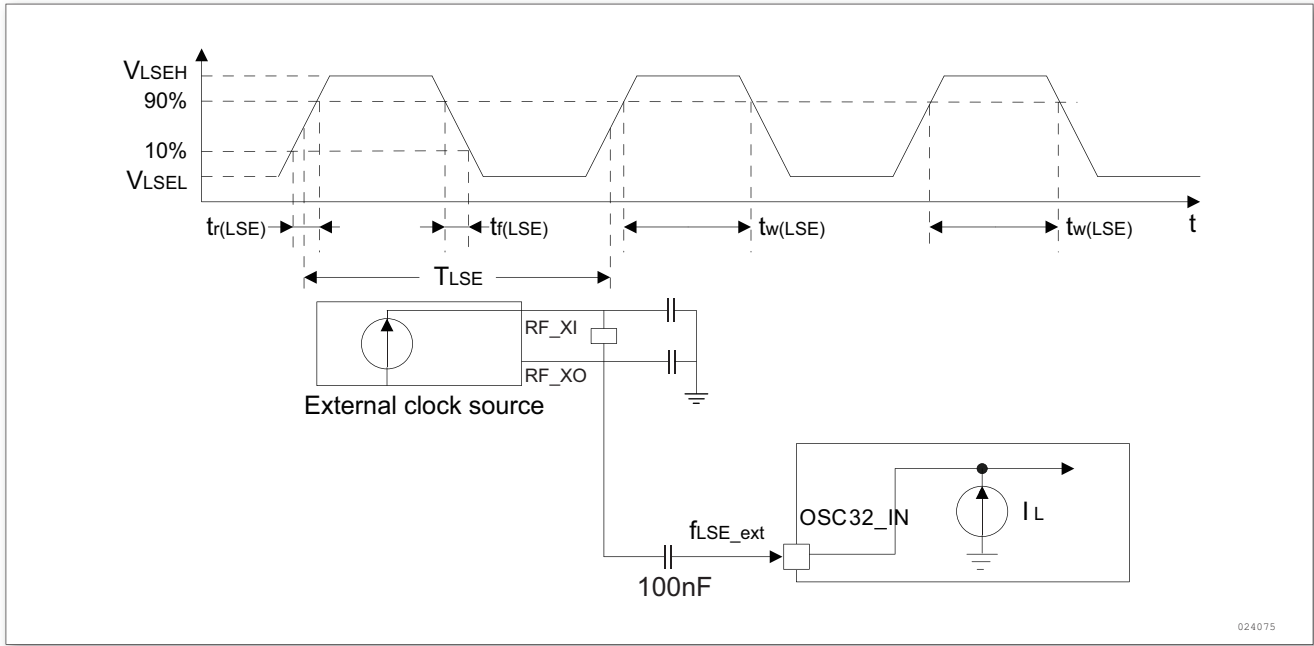 VLSEH
90%
10%
VLSEL
tr(LSE)
tf(LSE)
tw(LSE)
tw(LSE)
t
TLSE
RF_XI
RF_XO
External clock source
OSC32_IN
IL
fLSE_ext
100nF
024075